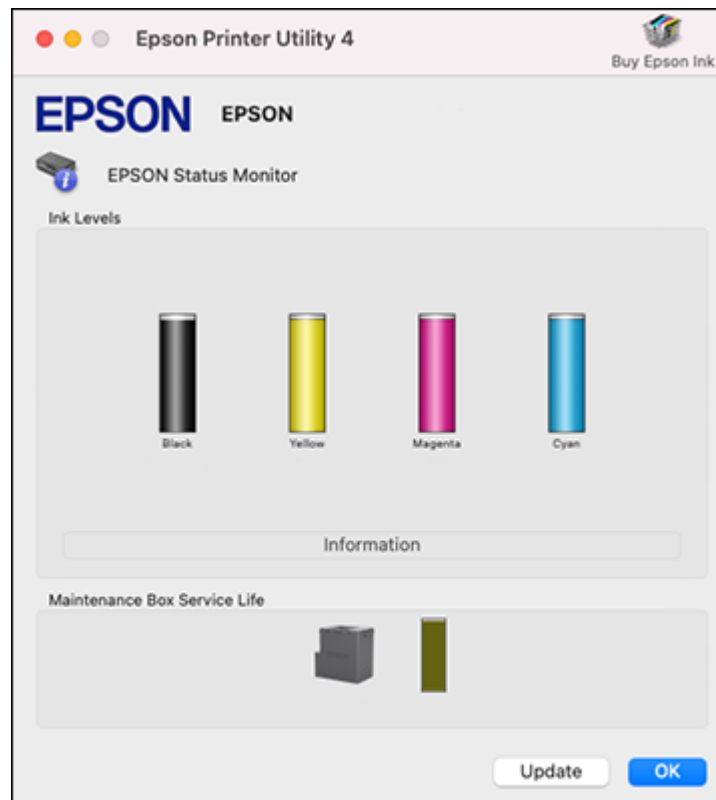 Epson Printer Utility 4
Buy Epson Ink
EPSON EPSON
EPSON Status Monitor
Ink Levels
Black Yellow Magenta Cyan
Information
Maintenance Box Service Life
EPSON
Update OK